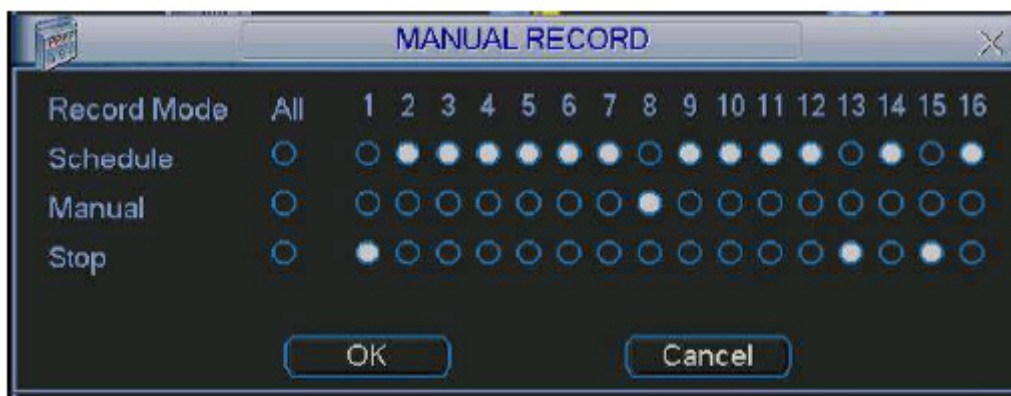 MANUAL RECORD
Record Mode All 1 2 3 4 5 6 7 8 9 10 11 12 13 14 15 16
Schedule
Manual
Stop
OK Cancel